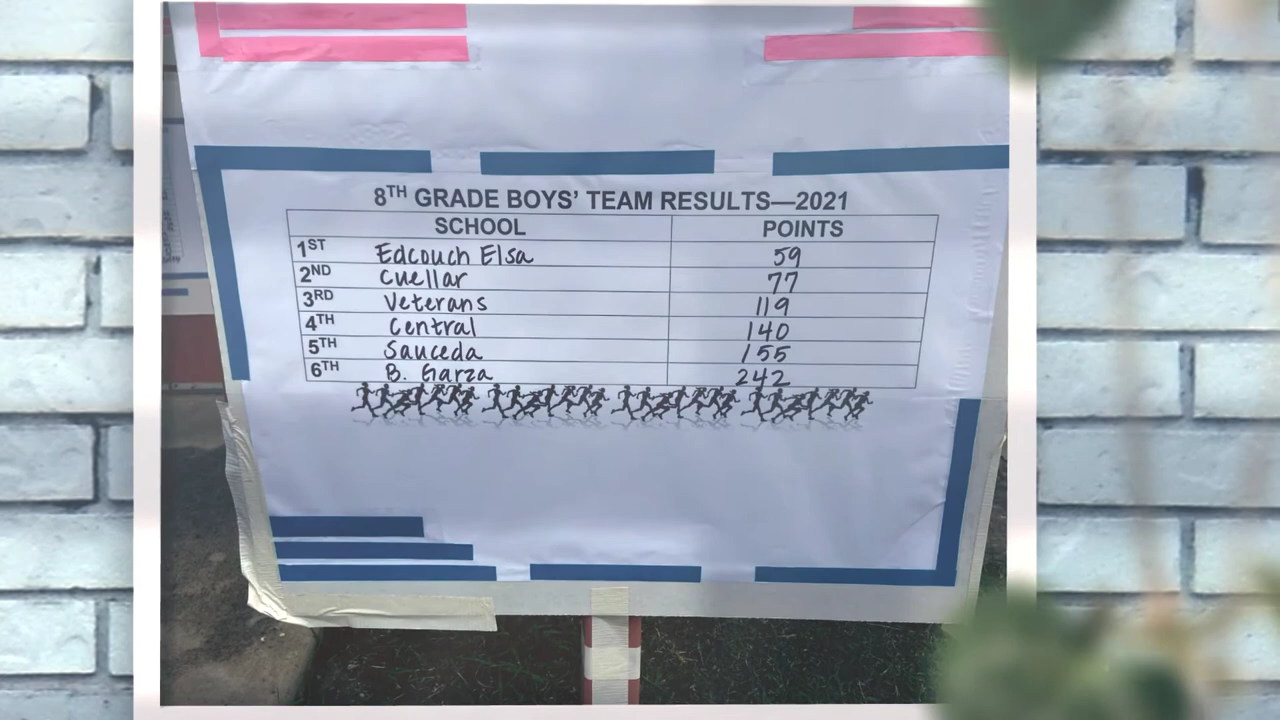 8TH GRADE BOYS' TEAM RESULTS—2021
SCHOOL POINTS
1ST Edcouch Elsa 59
2ND Cuellar 77
3RD Veterans 119
4TH Central 140
5TH Sauceda 155
6TH B. Garza 242